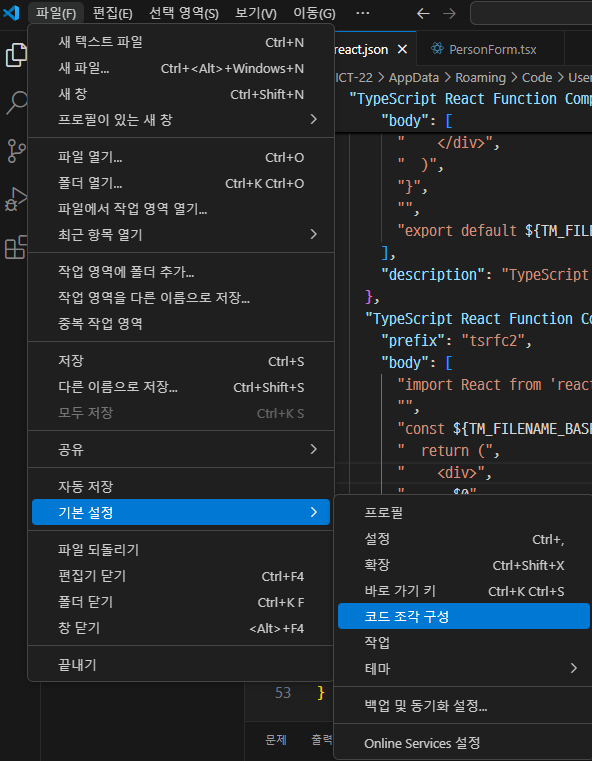 파일(F) 편집(E) 선택 영역(S) 보기(V) 이동(G) ···
새 텍스트 파일 Ctrl+N
새 파일... Ctrl+<Alt>+Windows+N
새 창 Ctrl+Shift+N
프로필이 있는 새 창
파일 열기... Ctrl+O
폴더 열기... Ctrl+K Ctrl+O
파일에서 작업 영역 열기...
최근 항목 열기
작업 영역에 폴더 추가...
작업 영역을 다른 이름으로 저장...
중복 작업 영역
저장 Ctrl+S
다른 이름으로 저장... Ctrl+Shift+S
모두 저장 Ctrl+K S
공유
자동 저장
기본 설정
파일 되돌리기
편집기 닫기 Ctrl+F4
폴더 닫기 Ctrl+K F
창 닫기 <Alt>+F4
끝내기
프로필
설정 Ctrl+,
확장 Ctrl+Shift+X
바로 가기 키 Ctrl+K Ctrl+S
코드 조각 구성
작업
테마
백업 및 동기화 설정...
Online Services 설정
react.json PersonForm.tsx
ICT-22 > AppData > Roaming > Code > User
"TypeScript React Function Comp
"body": [
"    </div>",
"  )",
"}",
"",
"export default ${TM_FILE
],
"description": "TypeScript
},
"TypeScript React Function Co
"prefix": "tsrfc2",
"body": [
"import React from 'react
"",
"const ${TM_FILENAME_BASE
"  return (",
"    <div>",
"      $0"
53 }
문제 출력